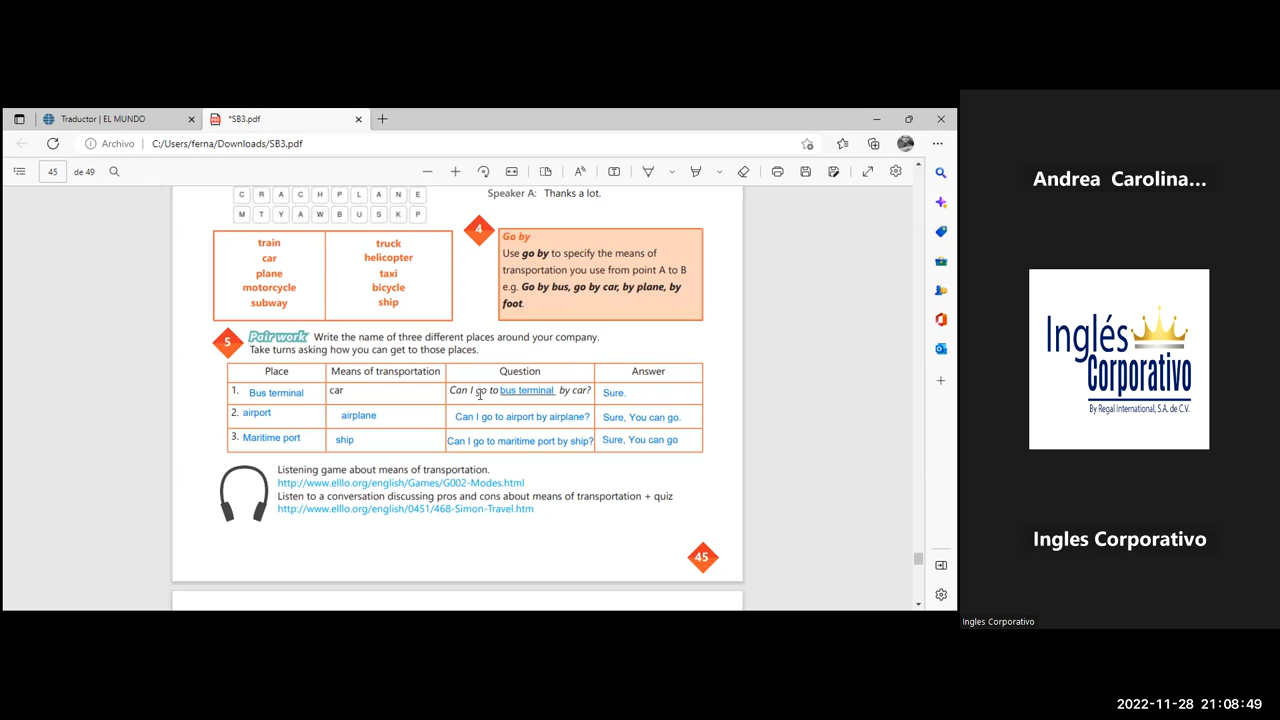 Traductor | EL MUNDO
*SB3.pdf
Archivo
C:/Users/ferna/Downloads/SB3.pdf
45 de 49
C R A C H P L A N E
M T Y A W B U S K P
Speaker A: Thanks a lot.
train
car
plane
motorcycle
subway
truck
helicopter
taxi
bicycle
ship
4
Go by
Use go by to specify the means of
transportation you use from point A to B
e.g. Go by bus, go by car, by plane, by
foot.
5
Pair work Write the name of three different places around your company.
Take turns asking how you can get to those places.
Place Means of transportation Question Answer
1. Bus terminal car Can I go to bus terminal by car? Sure.
2. airport airplane Can I go to airport by airplane? Sure, You can go.
3. Maritime port ship Can I go to maritime port by ship? Sure, You can go
Listening game about means of transportation.
http://www.elllo.org/english/Games/G002-Modes.html
Listen to a conversation discussing pros and cons about means of transportation + quiz
http://www.elllo.org/english/0451/468-Simon-Travel.htm
45
Andrea Carolina...
Inglés
Corporativo
By Regal International, S.A. de C.V.
Ingles Corporativo
Ingles Corporativo
2022-11-28 21:08:49